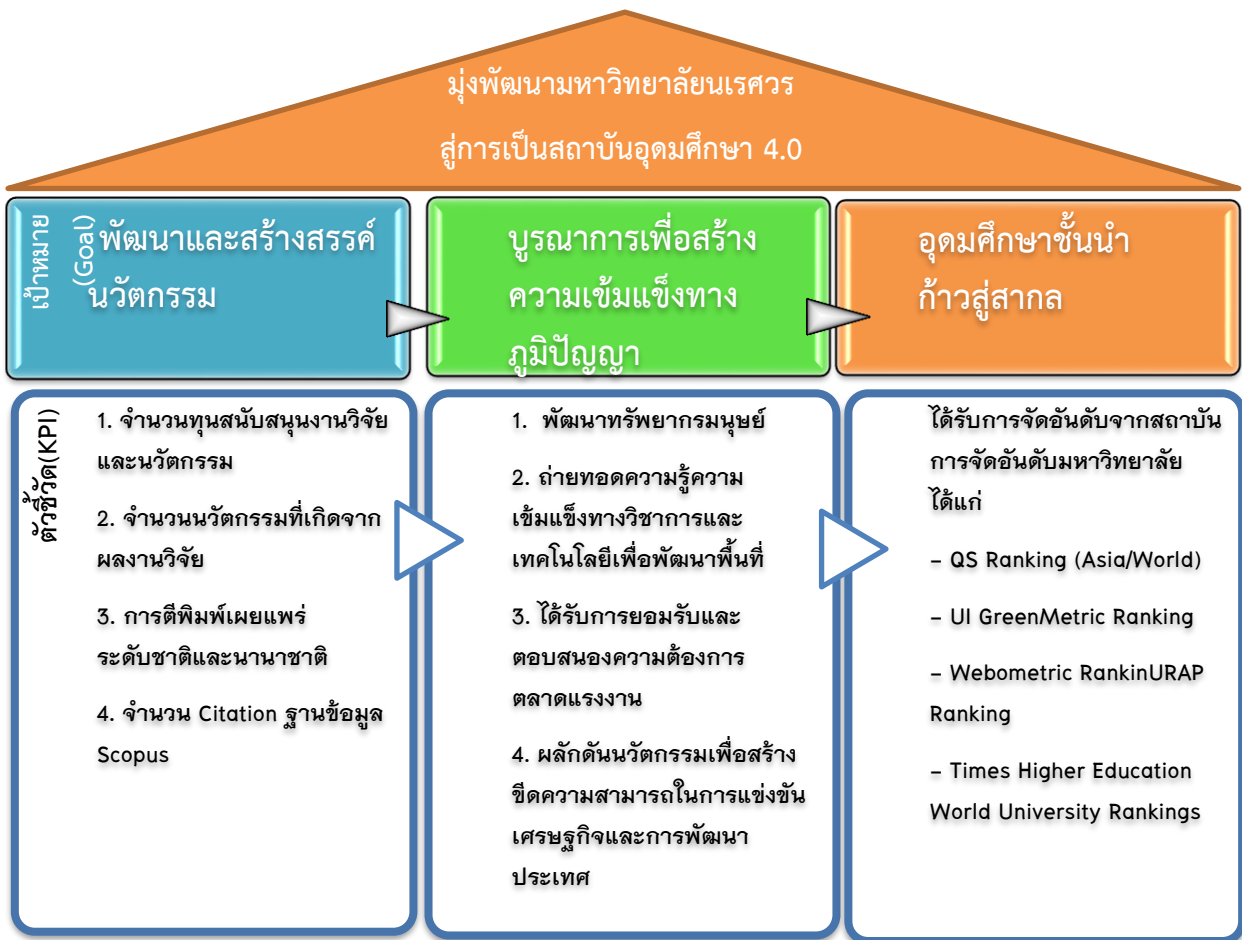 มุ่งพัฒนามหาวิทยาลัยนเรศวร
สู่การเป็นสถาบันอุดมศึกษา 4.0
เป้าหมาย
(Goal)
พัฒนาและสร้างสรรค์
นวัตกรรม
บูรณาการเพื่อสร้าง
ความเข้มแข็งทาง
ภูมิปัญญา
อุดมศึกษาชั้นนำ
ก้าวสู่สากล
ตัวชี้วัด(KPI)
1. จำนวนทุนสนับสนุนงานวิจัย
และนวัตกรรม
2. จำนวนนวัตกรรมที่เกิดจาก
ผลงานวิจัย
3. การตีพิมพ์เผยแพร่
ระดับชาติและนานาชาติ
4. จำนวน Citation ฐานข้อมูล
Scopus
1. พัฒนาทรัพยากรมนุษย์
2. ถ่ายทอดความรู้ความ
เข้มแข็งทางวิชาการและ
เทคโนโลยีเพื่อพัฒนาพื้นที่
3. ได้รับการยอมรับและ
ตอบสนองความต้องการ
ตลาดแรงงาน
4. ผลักดันนวัตกรรมเพื่อสร้าง
ขีดความสามารถในการแข่งขัน
เศรษฐกิจและการพัฒนา
ประเทศ
ได้รับการจัดอันดับจากสถาบัน
การจัดอันดับมหาวิทยาลัย
ได้แก่
– QS Ranking (Asia/World)
– UI GreenMetric Ranking
– Webometric RankinURAP
Ranking
– Times Higher Education
World University Rankings